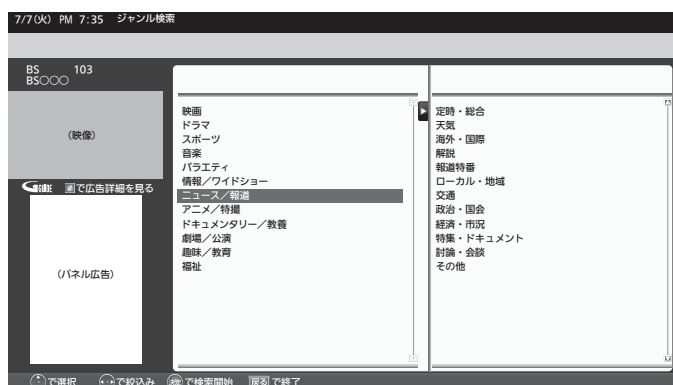 7/7(火) PM 7:35 ジャンル検索
BS 103
BS○○○
(映像)
GGUIDE #で広告詳細を見る
(パネル広告)
映画
ドラマ
スポーツ
音楽
バラエティ
情報／ワイドショー
ニュース／報道
アニメ／特撮
ドキュメンタリー／教養
劇場／公演
趣味／教育
福祉
定時・総合
天気
海外・国際
解説
報道特番
ローカル・地域
交通
政治・国会
経済・市況
特集・ドキュメント
討論・会談
その他
で選択 で絞込み 決定で検索開始 戻るで終了